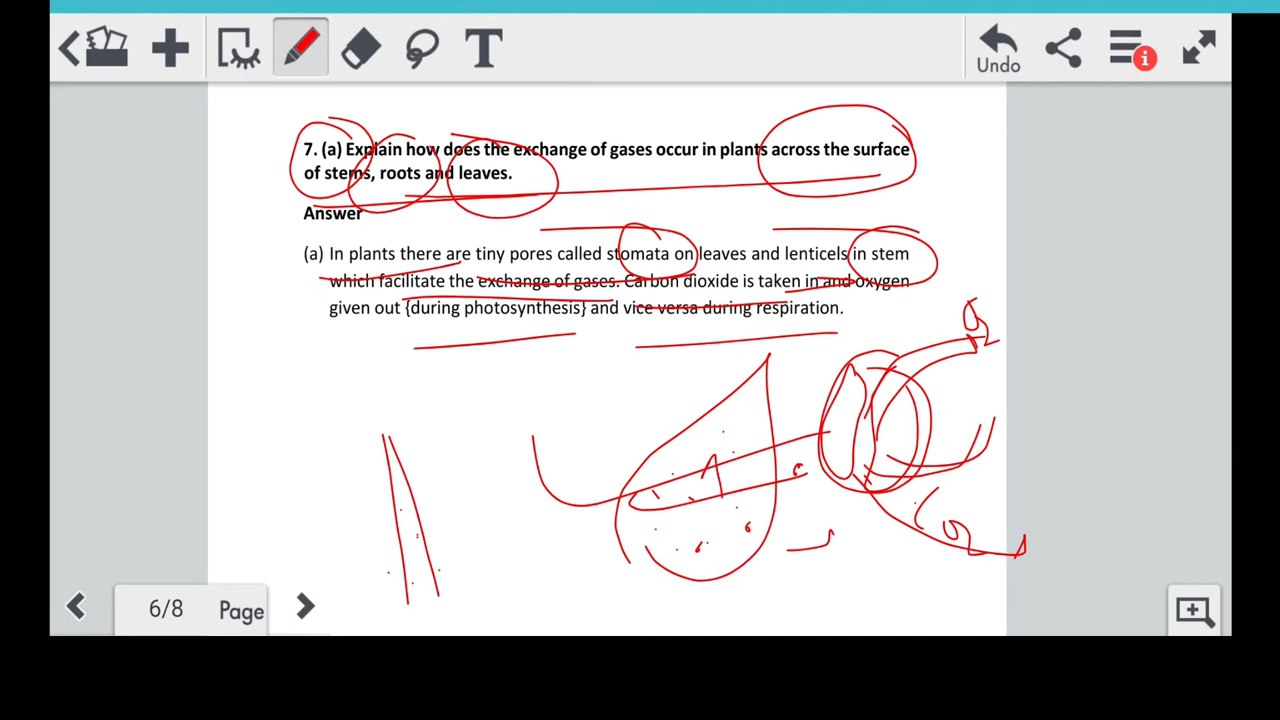 Undo
i
7. (a) Explain how does the exchange of gases occur in plants across the surface
of stems, roots and leaves.
Answer
(a) In plants there are tiny pores called stomata on leaves and lenticels in stem
which facilitate the exchange of gases. Carbon dioxide is taken in and oxygen
given out {during photosynthesis} and vice versa during respiration.
O2
CO2
6/8 Page